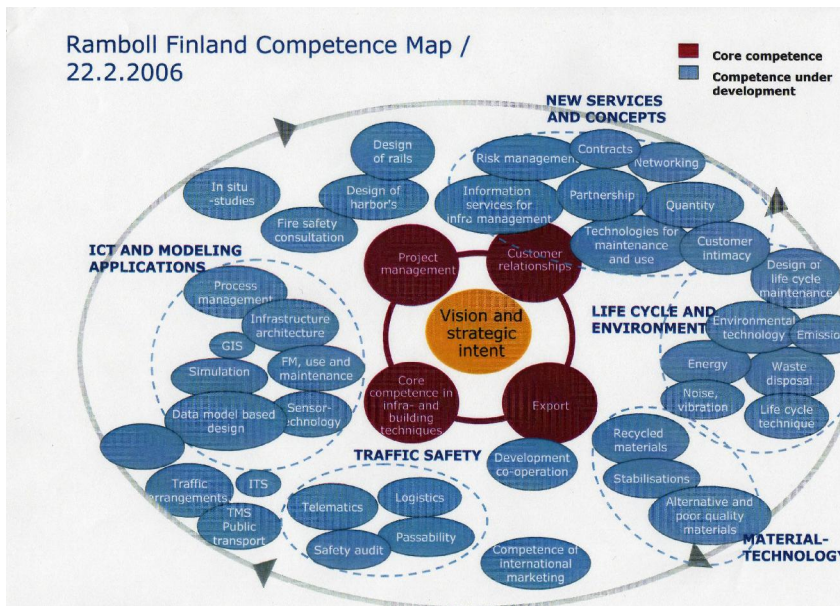 Ramboll Finland Competence Map /
22.2.2006
Core competence
Competence under
development
NEW SERVICES
AND CONCEPTS
Design
of rails
Risk management
Contracts
Networking
In situ
-studies
Design of
harbor's
Information
services for
infra management
Partnership
Quantity
Fire safety
consultation
Technologies for
maintenance
and use
Customer
intimacy
ICT AND MODELING
APPLICATIONS
Project
management
Customer
relationships
Design of
life cycle
maintenance
Process
management
Vision and
strategic
intent
LIFE CYCLE AND
ENVIRONMENT
Infrastructure
architecture
Environmental
technology
Emission
GIS
Simulation
FM, use and
maintenance
Energy
Waste
disposal
Data model based
design
Sensor-
technology
Core
competence in
infra- and
building
techniques
Export
Noise,
vibration
Life cycle
technique
TRAFFIC SAFETY
Development
co-operation
Recycled
materials
Stabilisations
Traffic
arrangements
ITS
TMS
Public
transport
Telematics
Logistics
Safety audit
Passability
Alternative and
poor quality
materials
MATERIAL-
TECHNOLOGY
Competence of
international
marketing